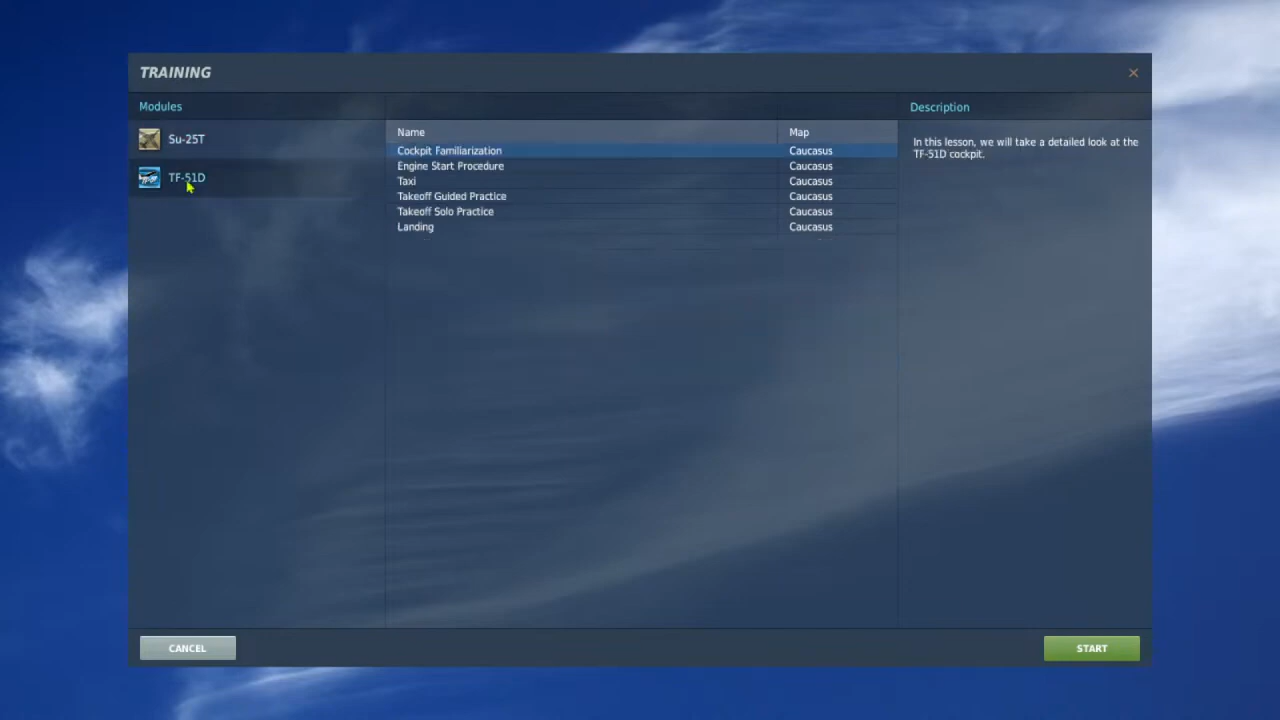 TRAINING
Modules
Description
Su-25T
TF-51D
Name Map
Cockpit Familiarization Caucasus
Engine Start Procedure Caucasus
Taxi Caucasus
Takeoff Guided Practice Caucasus
Takeoff Solo Practice Caucasus
Landing Caucasus
In this lesson, we will take a detailed look at the
TF-51D cockpit.
CANCEL
START